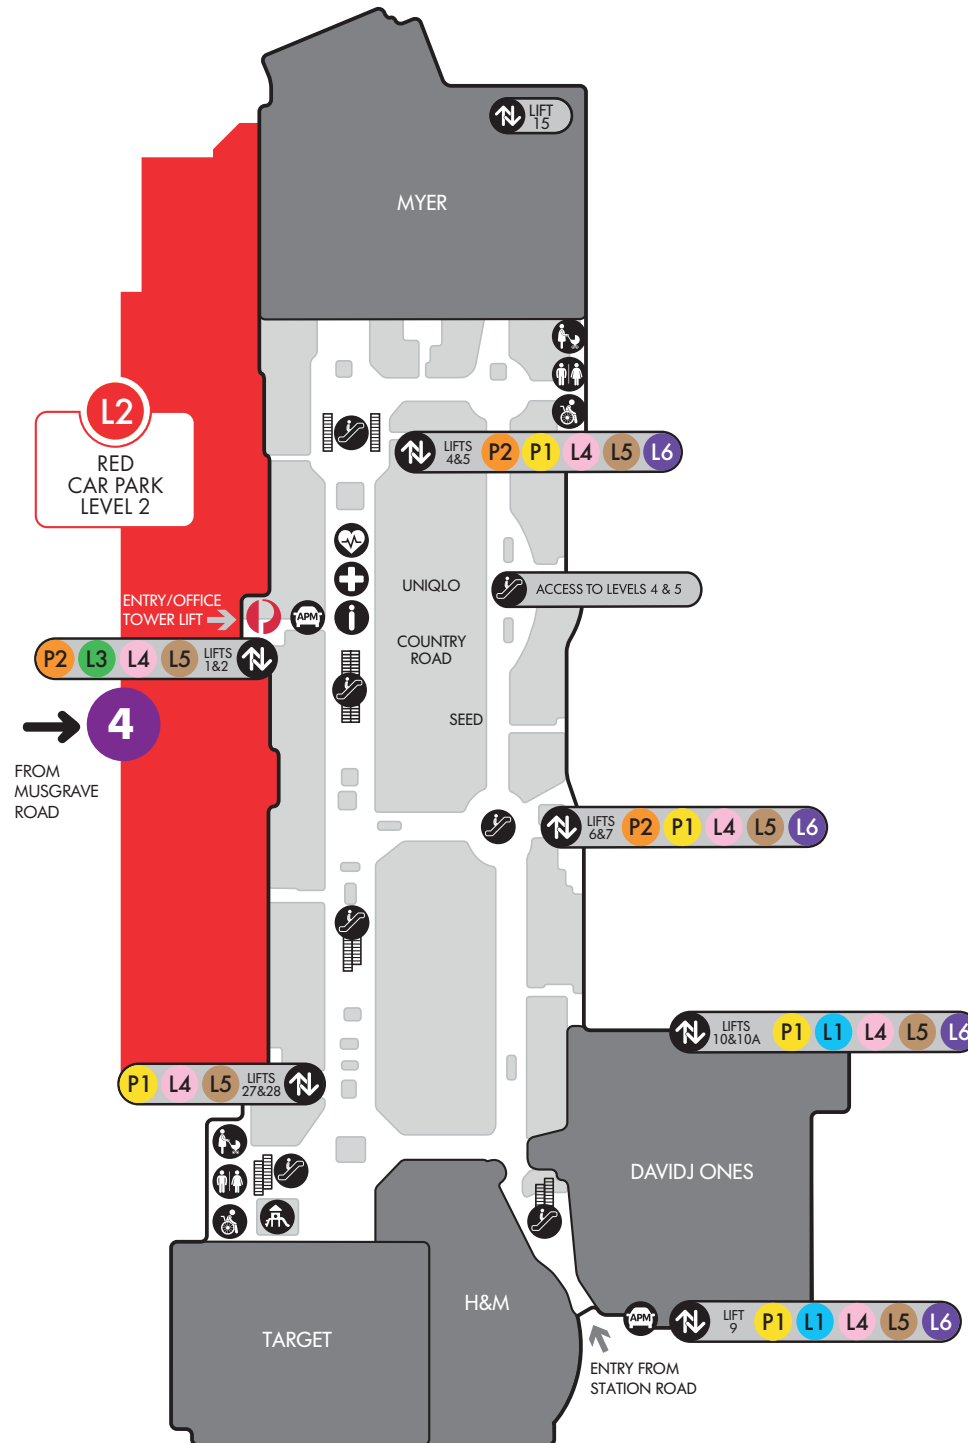 LIFT
15
MYER
L2
RED
CAR PARK
LEVEL 2
LIFTS
4&5
P2
P1
L4
L5
L6
UNIQLO
ACCESS TO LEVELS 4 & 5
ENTRY/OFFICE
TOWER LIFT
APM
COUNTRY
ROAD
P2
L3
L4
L5
LIFTS
1&2
SEED
4
FROM
MUSGRAVE
ROAD
LIFTS
6&7
P2
P1
L4
L5
L6
LIFTS
10&10A
P1
L1
L4
L5
L6
P1
L4
L5
LIFTS
27&28
DAVIDJ ONES
H&M
TARGET
APM
LIFT
9
P1
L1
L4
L5
L6
ENTRY FROM
STATION ROAD